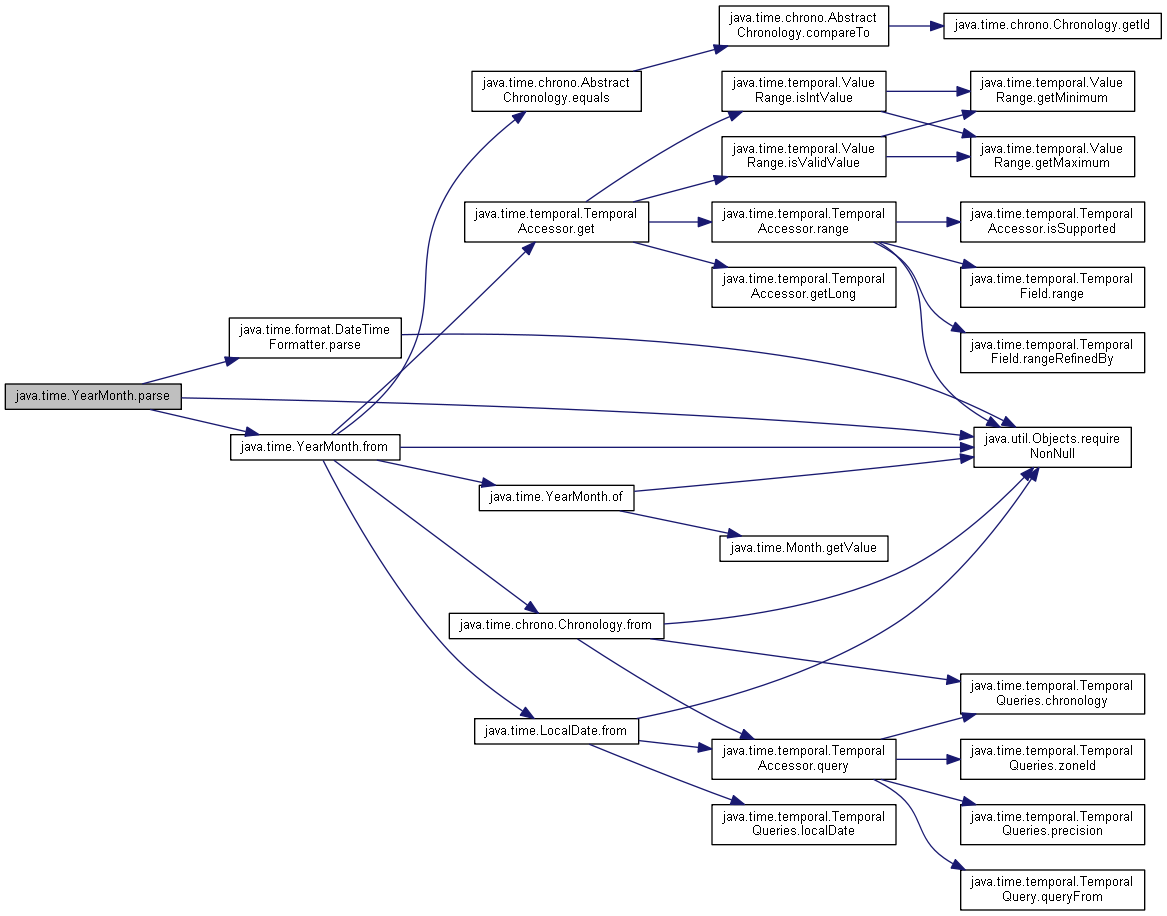 java.time.chrono.Abstract
Chronology.compareTo
java.time.chrono.Chronology.getId
java.time.chrono.Abstract
Chronology.equals
java.time.temporal.Value
Range.isIntValue
java.time.temporal.Value
Range.getMinimum
java.time.temporal.Value
Range.isValidValue
java.time.temporal.Value
Range.getMaximum
java.time.temporal.Temporal
Accessor.get
java.time.temporal.Temporal
Accessor.range
java.time.temporal.Temporal
Accessor.isSupported
java.time.temporal.Temporal
Accessor.getLong
java.time.temporal.Temporal
Field.range
java.time.format.DateTime
Formatter.parse
java.time.temporal.Temporal
Field.rangeRefinedBy
java.time.YearMonth.parse
java.time.YearMonth.from
java.util.Objects.require
NonNull
java.time.YearMonth.of
java.time.Month.getValue
java.time.chrono.Chronology.from
java.time.temporal.Temporal
Queries.chronology
java.time.LocalDate.from
java.time.temporal.Temporal
Accessor.query
java.time.temporal.Temporal
Queries.zoneId
java.time.temporal.Temporal
Queries.localDate
java.time.temporal.Temporal
Queries.precision
java.time.temporal.Temporal
Query.queryFrom